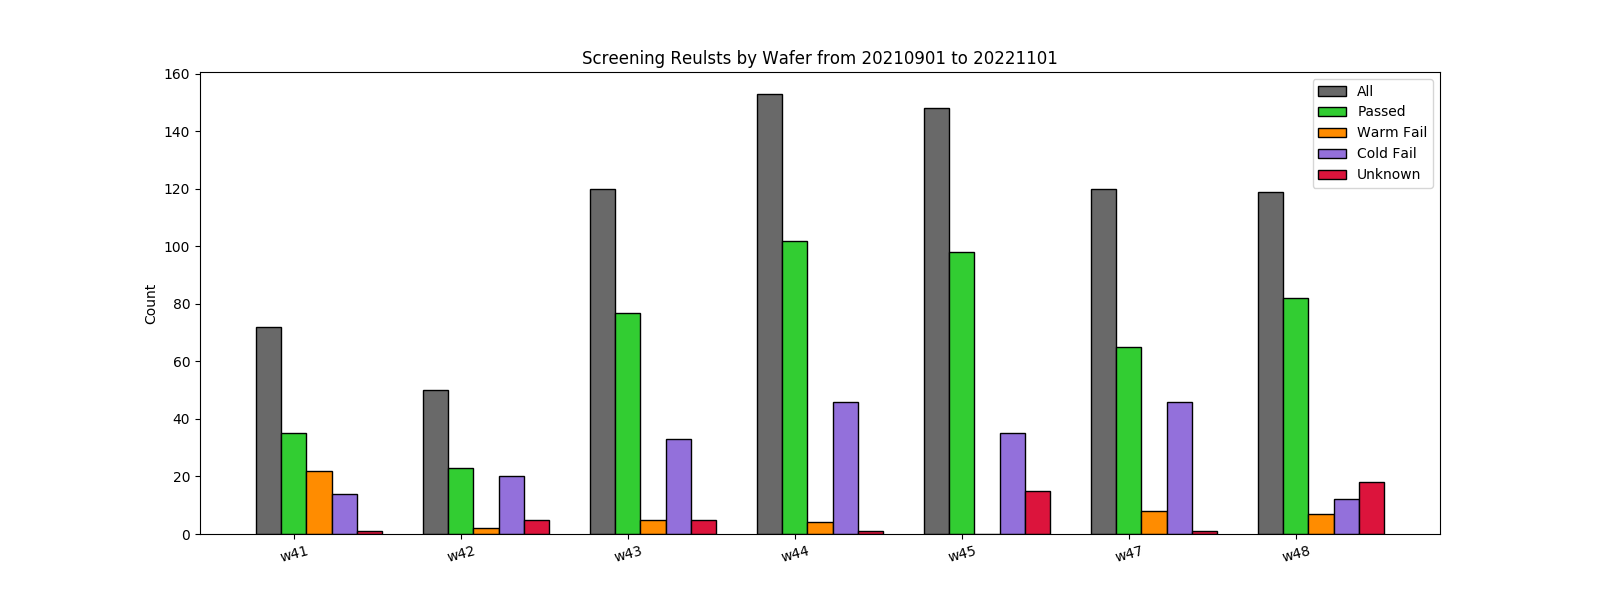 Screening Reulsts by Wafer from 20210901 to 20221101
160
140
120
100
80
60
40
20
0
Count
w41
w42
w43
w44
w45
w47
w48
All
Passed
Warm Fail
Cold Fail
Unknown